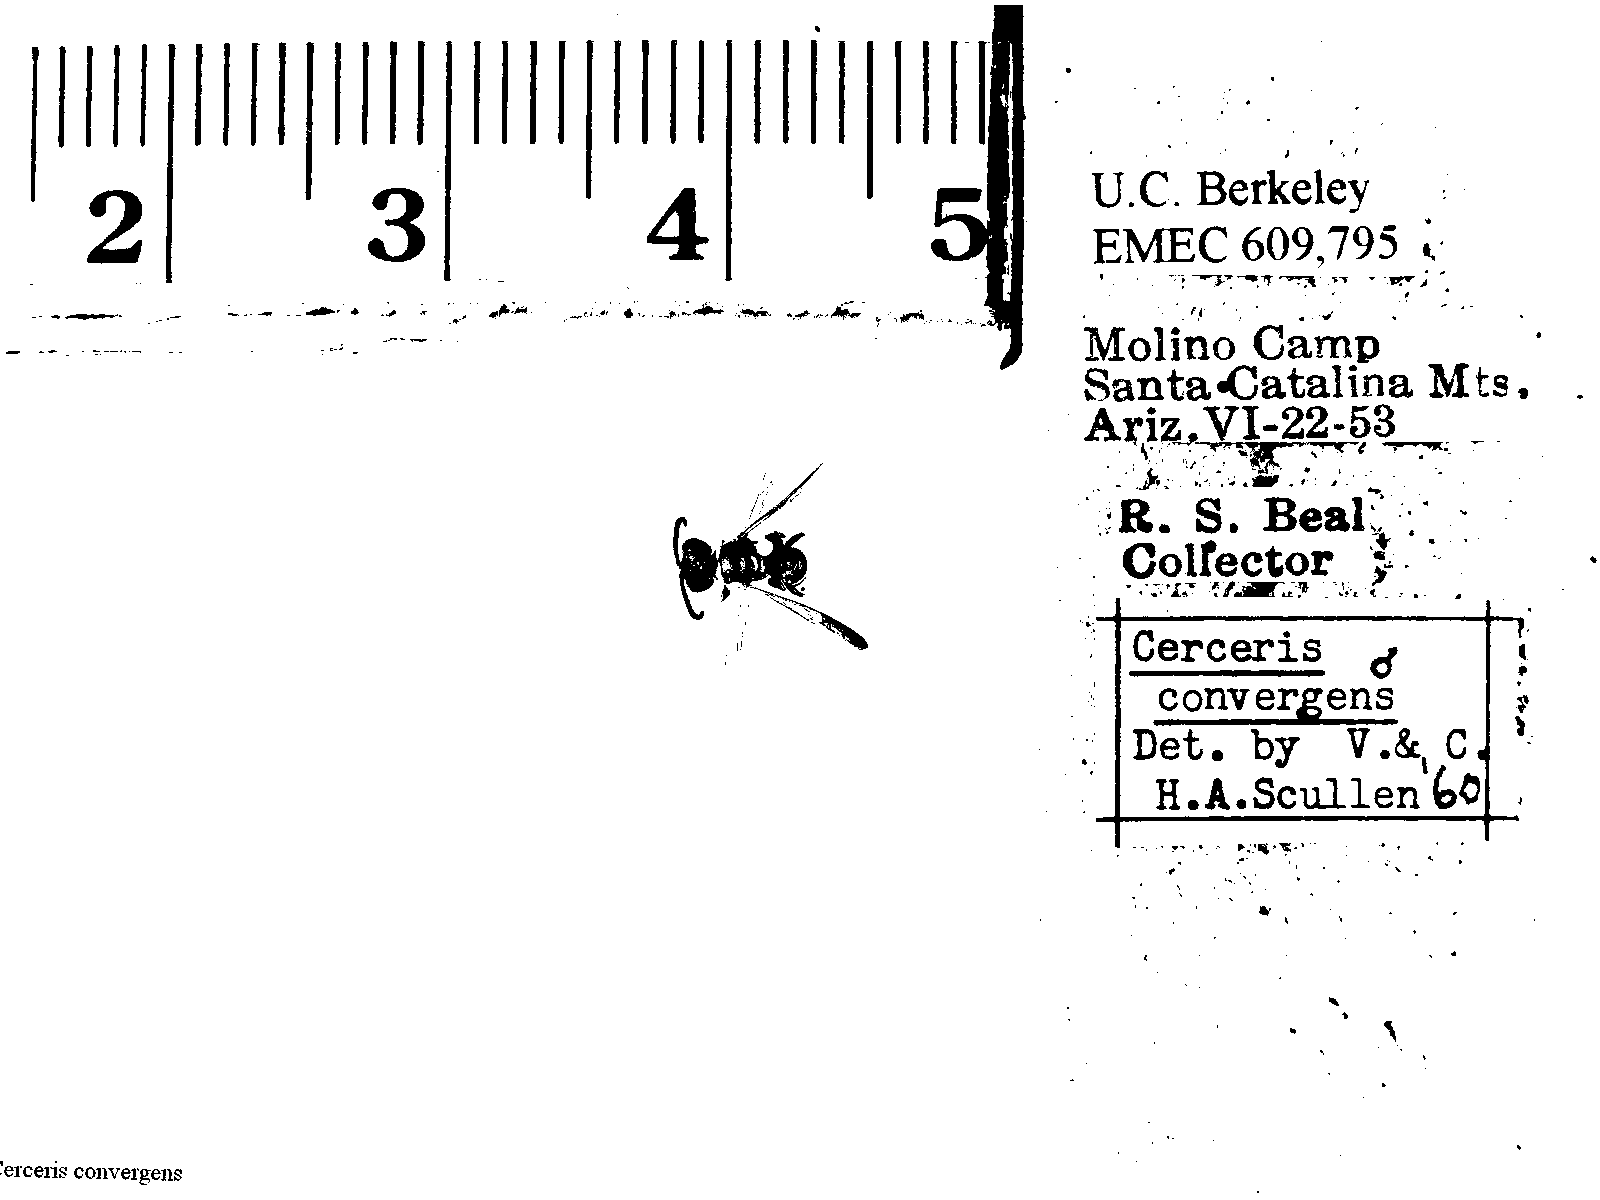 2 3 4 5
U.C. Berkeley
EMEC 609,795
Molino Camp
Santa Catalina Mts.
Ariz. VI-22-53
R. S. Beal
Collector
Cerceris ♂
convergens
Det. by V.& C.
H.A.Scullen '60
Cerceris convergens